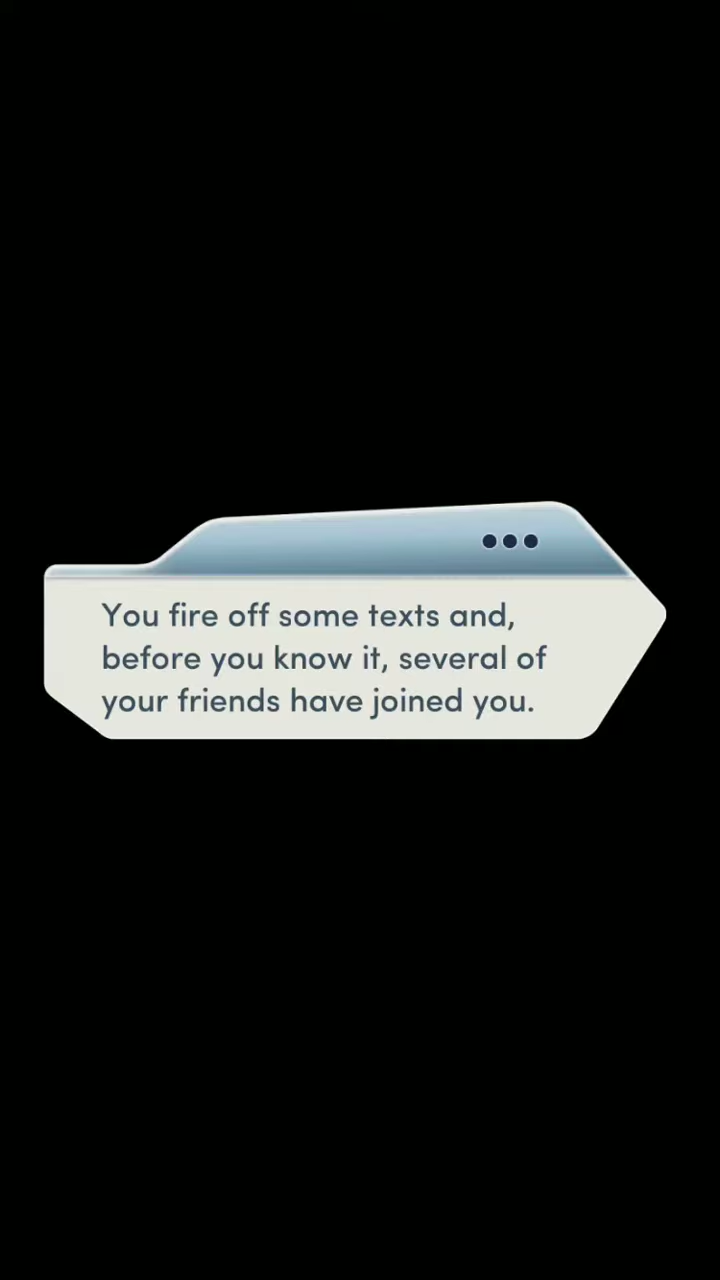 You fire off some texts and,
before you know it, several of
your friends have joined you.